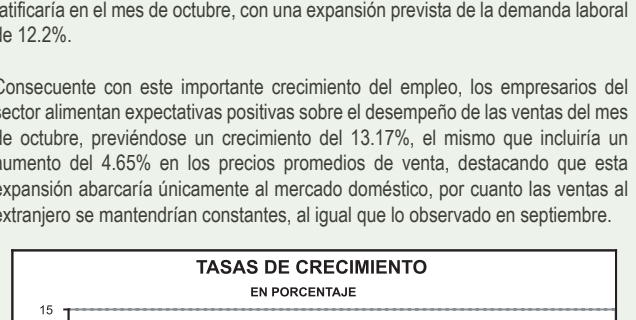 ratificaría en el mes de octubre, con una expansión prevista de la demanda laboral
de 12.2%.
Consecuente con este importante crecimiento del empleo, los empresarios del
sector alimentan expectativas positivas sobre el desempeño de las ventas del mes
de octubre, previéndose un crecimiento del 13.17%, el mismo que incluiría un
aumento del 4.65% en los precios promedios de venta, destacando que esta
expansión abarcaría únicamente al mercado doméstico, por cuanto las ventas al
extranjero se mantendrían constantes, al igual que lo observado en septiembre.
TASAS DE CRECIMIENTO
EN PORCENTAJE
15